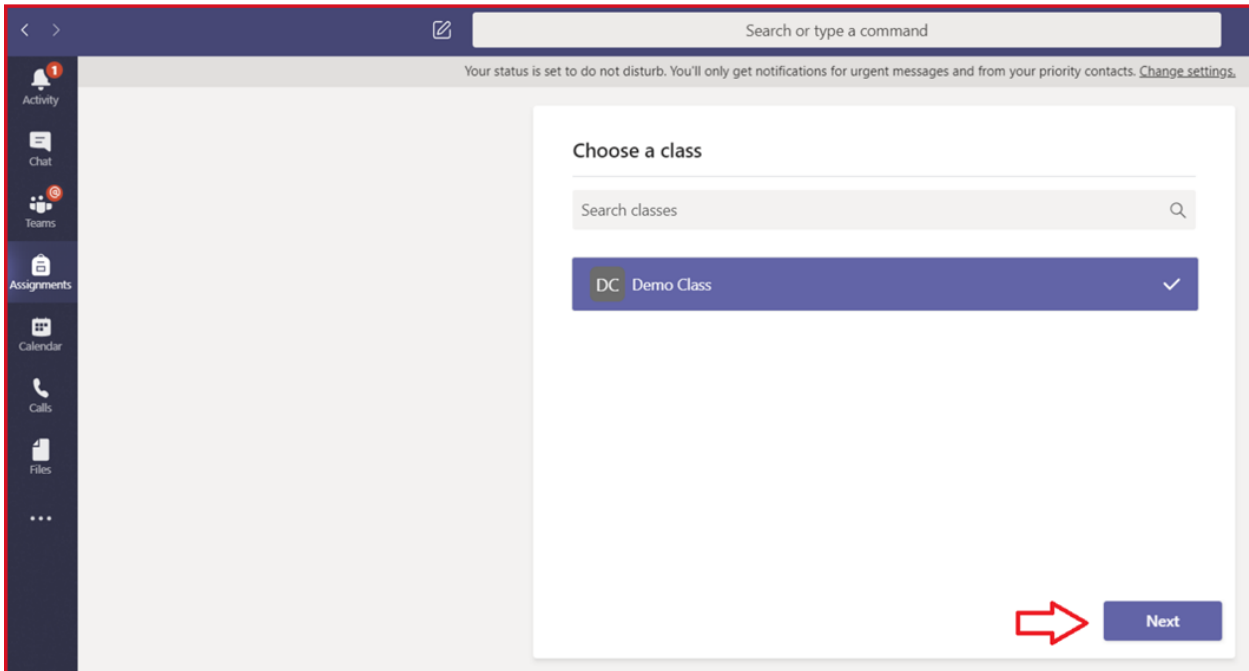 Search or type a command
Your status is set to do not disturb. You'll only get notifications for urgent messages and from your priority contacts. Change settings.
1
Activity
Chat
@
Teams
Assignments
Calendar
Calls
Files
Choose a class
Search classes
DC Demo Class
Next